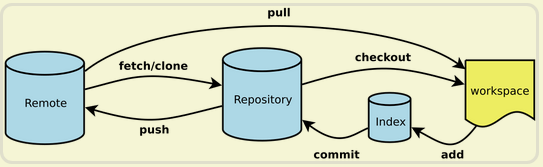 pull
fetch/clone
checkout
Remote
Repository
workspace
Index
push
commit
add